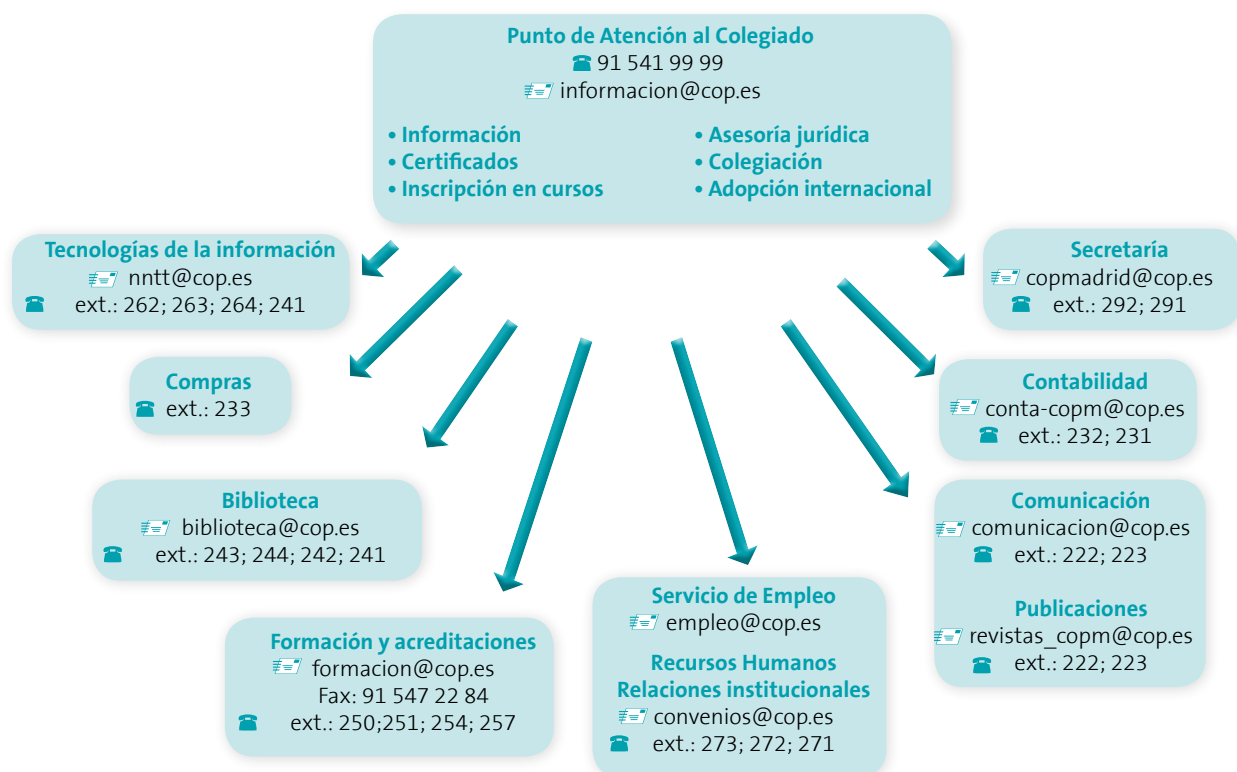 Punto de Atención al Colegiado
91 541 99 99
informacion@cop.es
• Información
• Certificados
• Inscripción en cursos
• Asesoría jurídica
• Colegiación
• Adopción internacional
Tecnologías de la información
nntt@cop.es
ext.: 262; 263; 264; 241
Compras
ext.: 233
Biblioteca
biblioteca@cop.es
ext.: 243; 244; 242; 241
Formación y acreditaciones
formacion@cop.es
Fax: 91 547 22 84
ext.: 250;251; 254; 257
Servicio de Empleo
empleo@cop.es
Recursos Humanos
Relaciones institucionales
convenios@cop.es
ext.: 273; 272; 271
Secretaría
copmadrid@cop.es
ext.: 292; 291
Contabilidad
conta-copm@cop.es
ext.: 232; 231
Comunicación
comunicacion@cop.es
ext.: 222; 223
Publicaciones
revistas_copm@cop.es
ext.: 222; 223